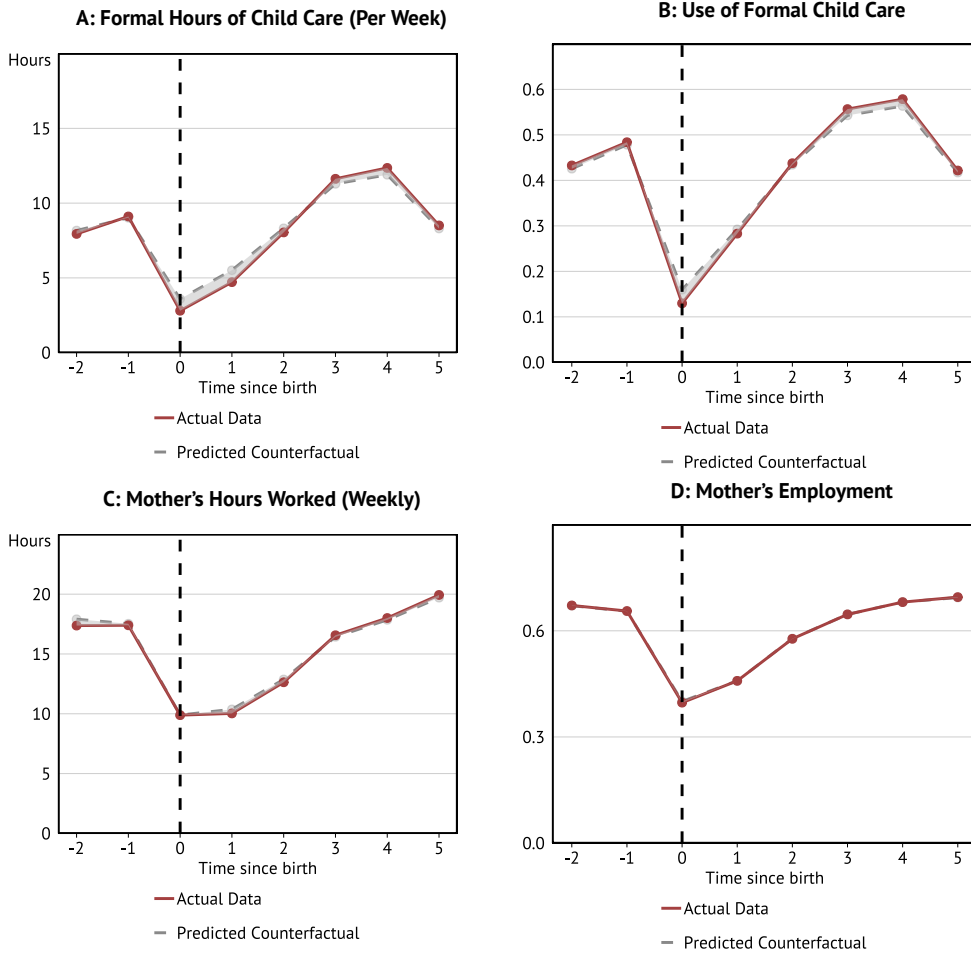 A: Formal Hours of Child Care (Per Week)
Hours
15
10
5
0
-2 -1 0 1 2 3 4 5
Time since birth
Actual Data
Predicted Counterfactual
B: Use of Formal Child Care
0.6
0.5
0.4
0.3
0.2
0.1
0.0
-2 -1 0 1 2 3 4 5
Time since birth
Actual Data
Predicted Counterfactual
C: Mother's Hours Worked (Weekly)
Hours
20
15
10
5
0
-2 -1 0 1 2 3 4 5
Time since birth
Actual Data
Predicted Counterfactual
D: Mother's Employment
0.6
0.3
0.0
-2 -1 0 1 2 3 4 5
Time since birth
Actual Data
Predicted Counterfactual